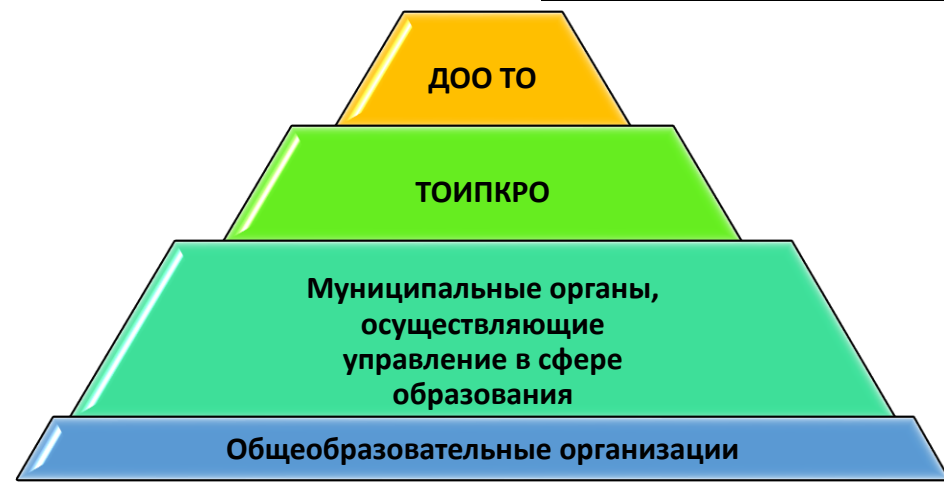 ДОО ТО
ТОИПКРО
Муниципальные органы,
осуществляющие
управление в сфере
образования
Общеобразовательные организации